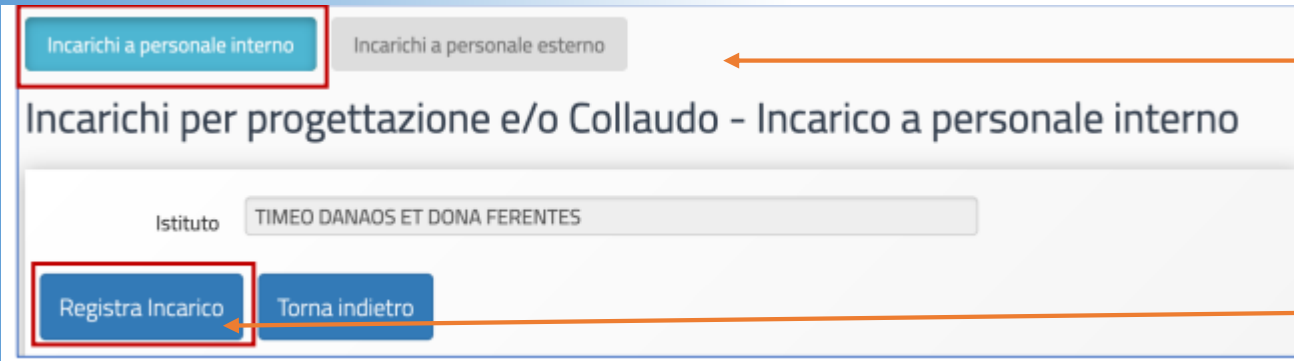 Incarichi a personale interno Incarichi a personale esterno
Incarichi per progettazione e/o Collaudo - Incarico a personale interno
Istituto TIMEO DANAOS ET DONA FERENTES
Registra Incarico Torna indietro